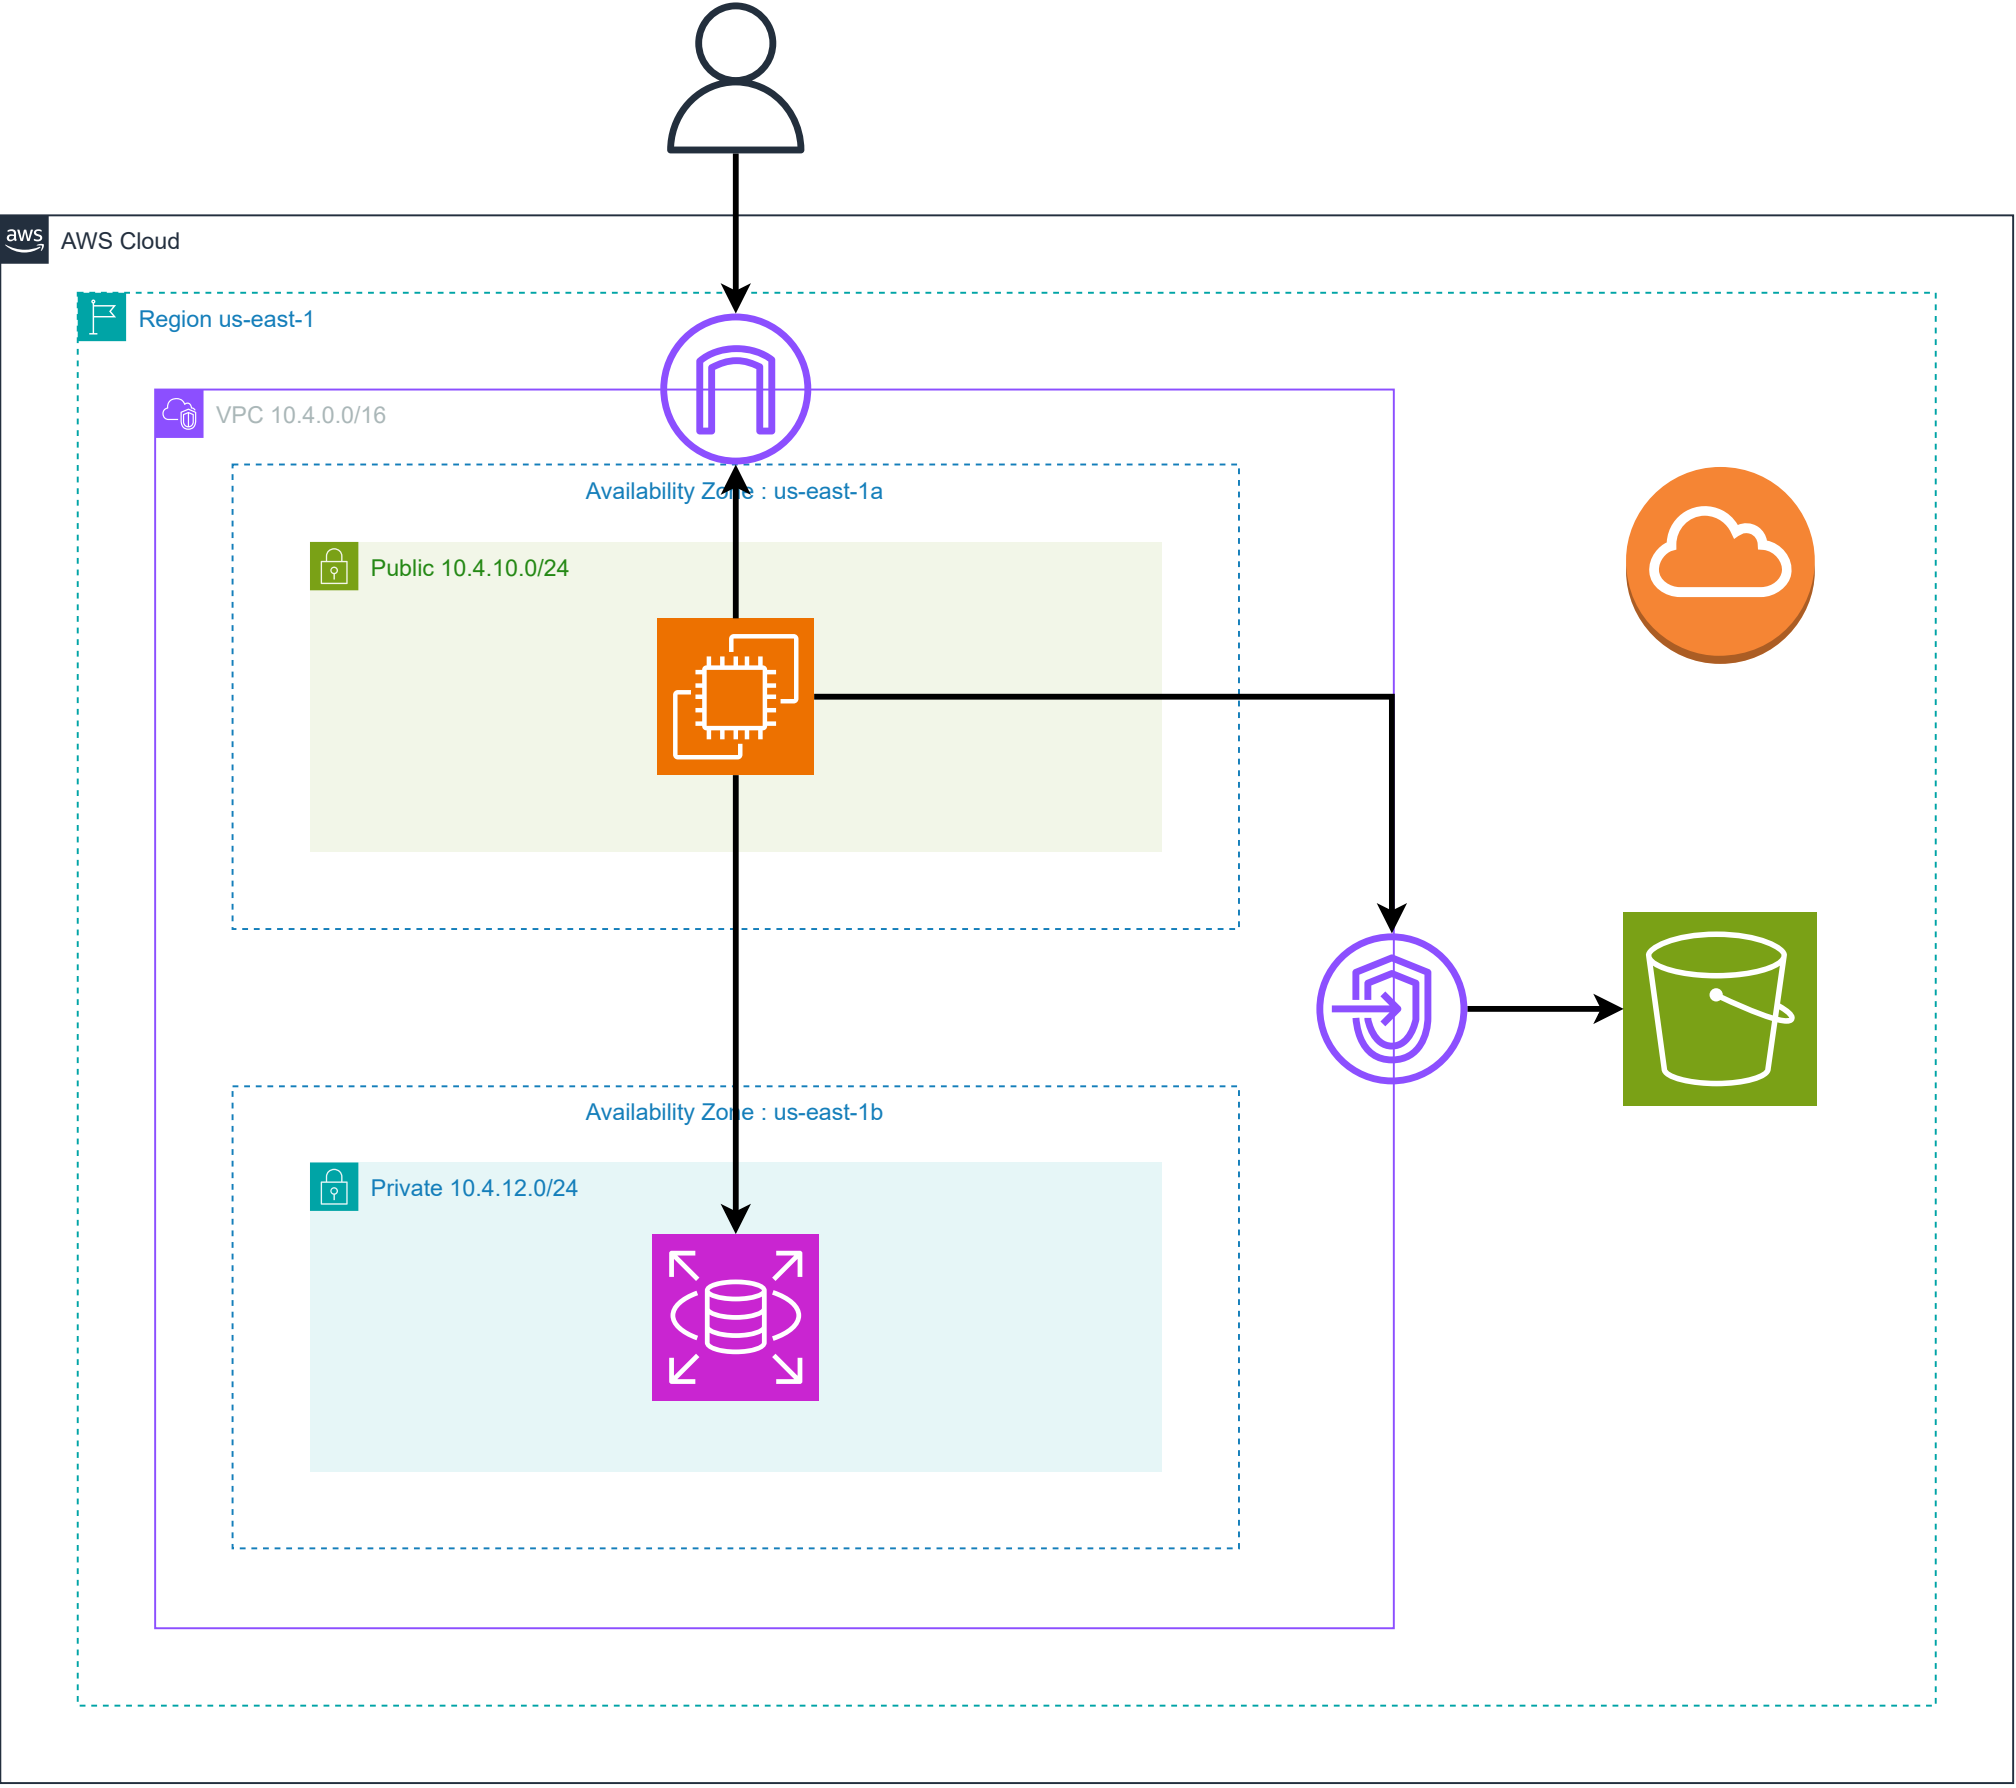 aws
AWS Cloud
Region us-east-1
VPC 10.4.0.0/16
Availability Zone : us-east-1a
Public 10.4.10.0/24
Availability Zone : us-east-1b
Private 10.4.12.0/24